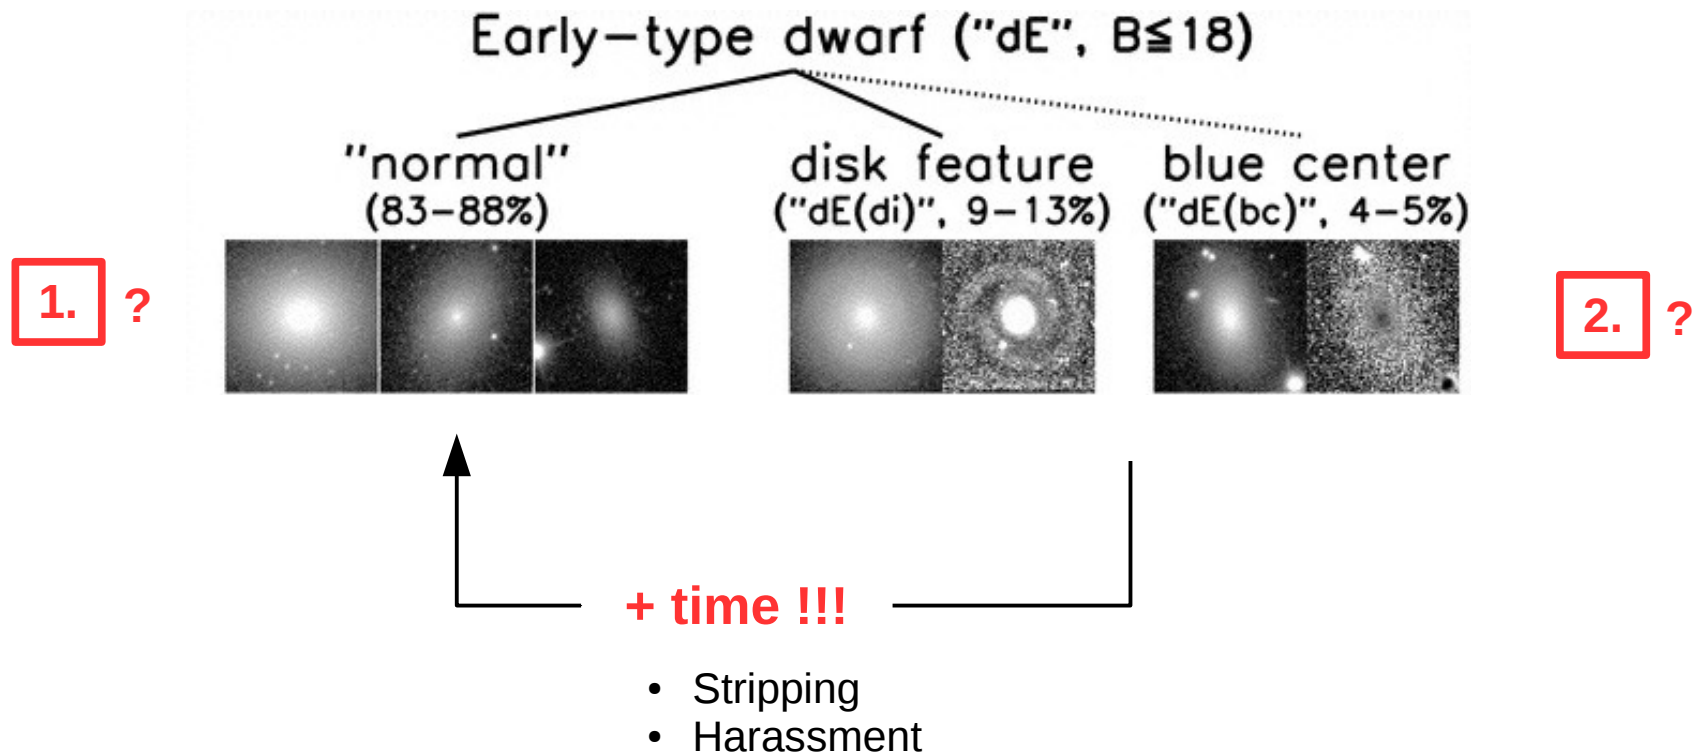 Early-type dwarf ("dE", B≦18)
"normal"
(83-88%)
disk feature
("dE(di)", 9-13%)
blue center
("dE(bc)", 4-5%)
1. ?
2. ?
+ time !!!
• Stripping
• Harassment